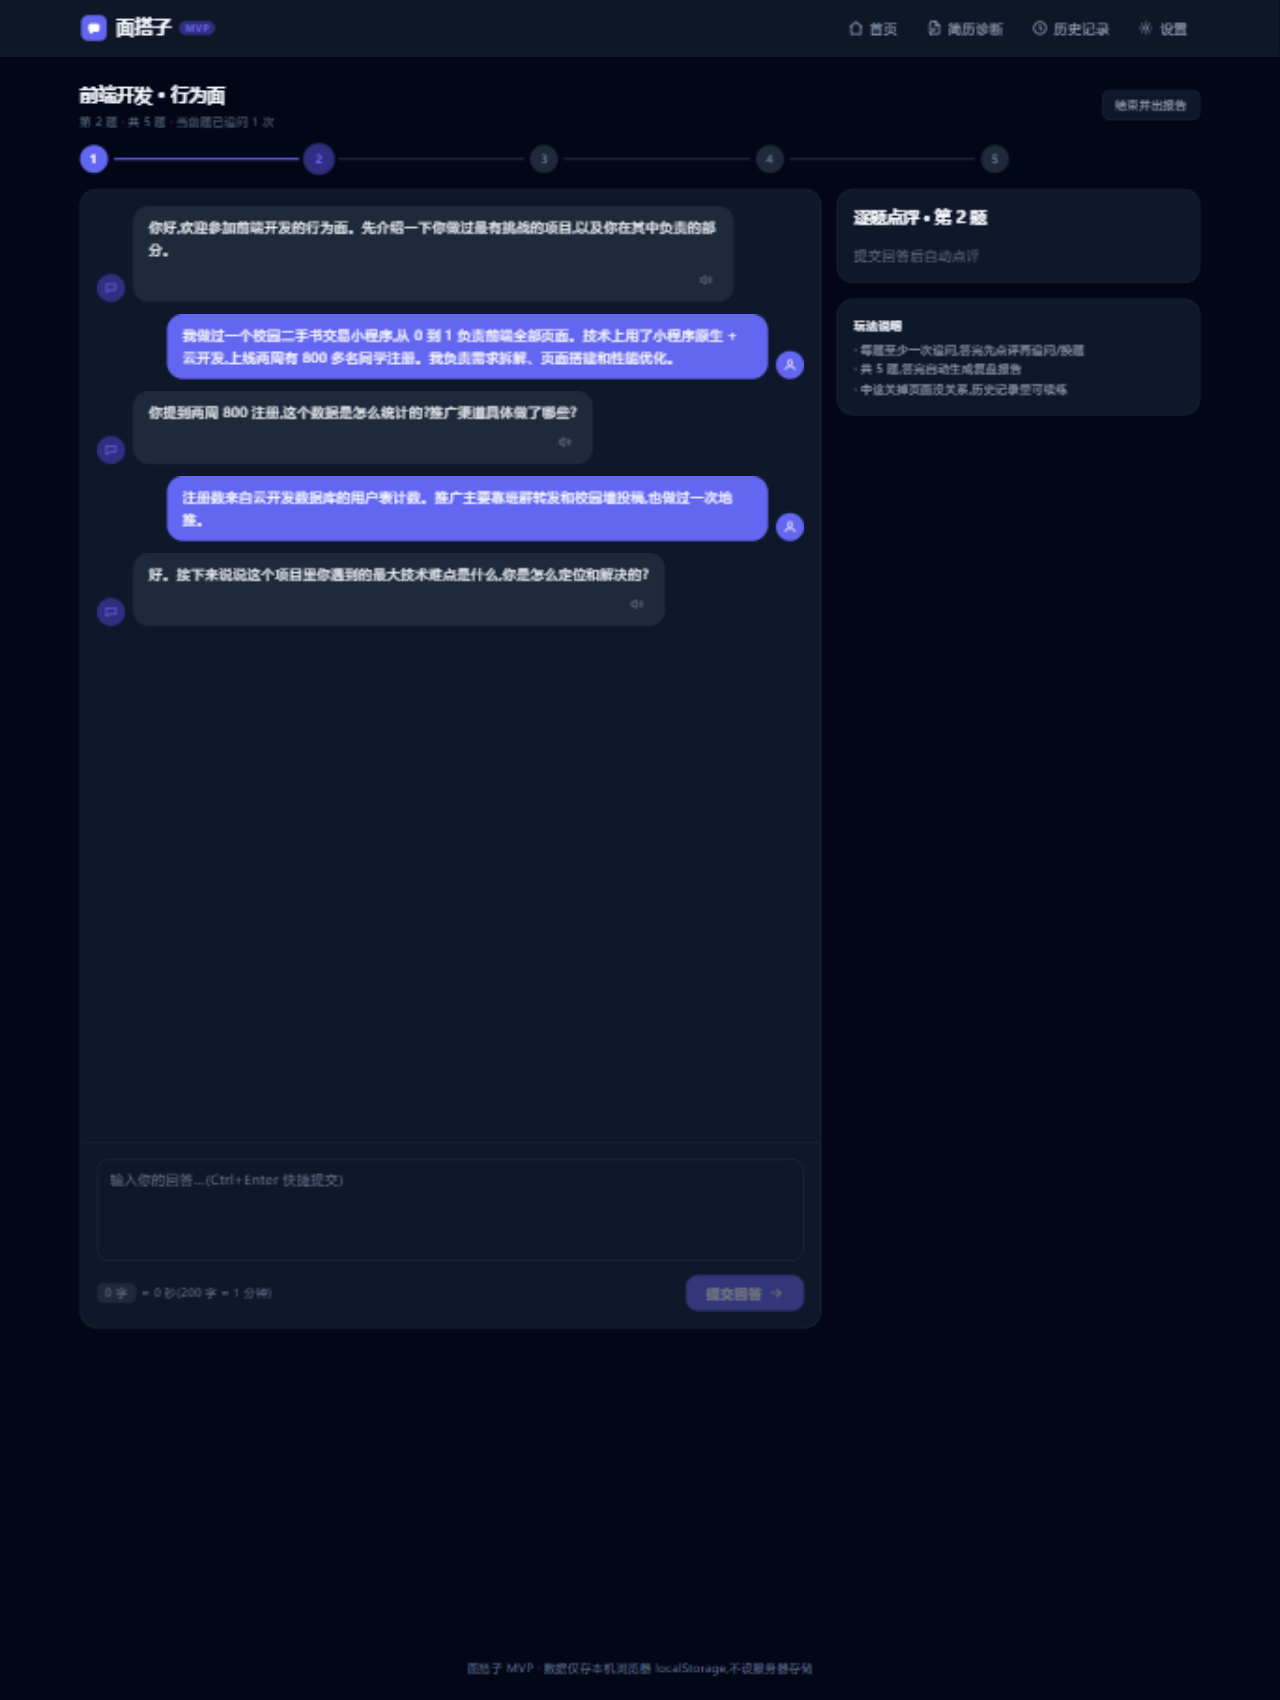 面搭子 MVP
首页 简历诊断 历史记录 设置
前端开发 · 行为面
第 2 题 · 共 5 题 · 当前题已追问 1 次
结束并出报告
1 2 3 4 5
你好,欢迎参加前端开发的行为面。先介绍一下你做过最有挑战的项目,以及你在其中负责的部
分。
我做过一个校园二手书交易小程序,从 0 到 1 负责前端全部页面。技术上用了小程序原生 +
云开发,上线两周有 800 多名同学注册。我负责需求拆解、页面搭建和性能优化。
你提到两周 800 注册,这个数据是怎么统计的?推广渠道具体做了哪些?
注册数来自云开发数据库的用户表计数。推广主要靠班群转发和校园墙投稿,也做过一次地
推。
好。接下来说说这个项目里你遇到的最大技术难点是什么,你是怎么定位和解决的?
输入你的回答...(Ctrl+Enter 快捷提交)
0 字 ≈ 0 秒(200 字 ≈ 1 分钟)
提交回答 →
逐题点评 · 第 2 题
提交回答后自动点评
玩法说明
· 每题至少一次追问,答完先点评再追问/换题
· 共 5 题,答完自动生成复盘报告
· 中途关掉页面没关系,历史记录里可续练
面搭子 MVP · 数据仅存本机浏览器 localStorage,不设服务器存储